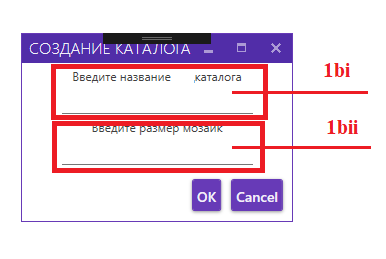 СОЗДАНИЕ КАТАЛОГА
Введите название ,каталога
1bi
Введите размер мозаик
1bii
OK Cancel